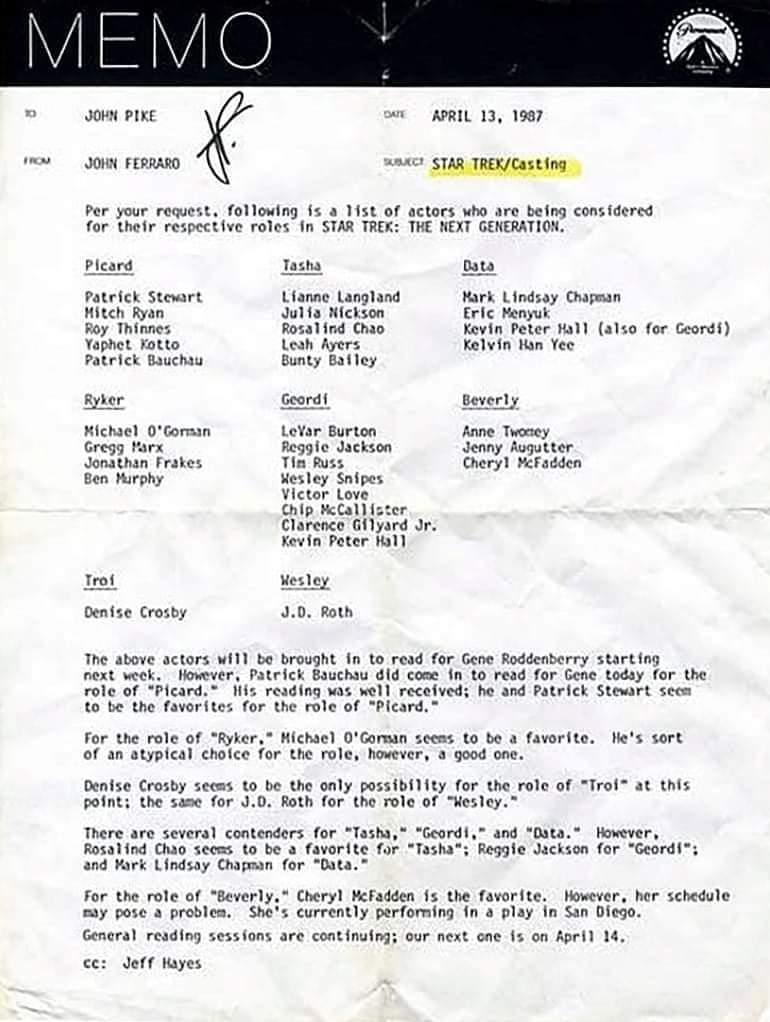 MEMO
Paramount
TO JOHN PIKE DATE APRIL 13, 1987
FROM JOHN FERRARO SUBJECT STAR TREK/Casting
Per your request, following is a list of actors who are being considered
for their respective roles in STAR TREK: THE NEXT GENERATION.
Picard Tasha Data
Patrick Stewart Lianne Langland Mark Lindsay Chapman
Mitch Ryan Julia Nickson Eric Menyuk
Roy Thinnes Rosalind Chao Kevin Peter Hall (also for Geordi)
Yaphet Kotto Leah Ayers Kelvin Han Yee
Patrick Bauchau Bunty Bailey
Ryker Geordi Beverly
Michael O'Gorman LeVar Burton Anne Twomey
Gregg Marx Reggie Jackson Jenny Augutter
Jonathan Frakes Tim Russ Cheryl McFadden
Ben Murphy Wesley Snipes
Victor Love
Chip McCallister
Clarence Gilyard Jr.
Kevin Peter Hall
Troi Wesley
Denise Crosby J.D. Roth
The above actors will be brought in to read for Gene Roddenberry starting
next week. However, Patrick Bauchau did come in to read for Gene today for the
role of "Picard." His reading was well received; he and Patrick Stewart seem
to be the favorites for the role of "Picard."
For the role of "Ryker," Michael O'Gorman seems to be a favorite. He's sort
of an atypical choice for the role, however, a good one.
Denise Crosby seems to be the only possibility for the role of "Troi" at this
point; the same for J.D. Roth for the role of "Wesley."
There are several contenders for "Tasha," "Geordi," and "Data." However,
Rosalind Chao seems to be a favorite for "Tasha"; Reggie Jackson for "Geordi";
and Mark Lindsay Chapman for "Data."
For the role of "Beverly," Cheryl McFadden is the favorite. However, her schedule
may pose a problem. She's currently performing in a play in San Diego.
General reading sessions are continuing; our next one is on April 14.
cc: Jeff Hayes